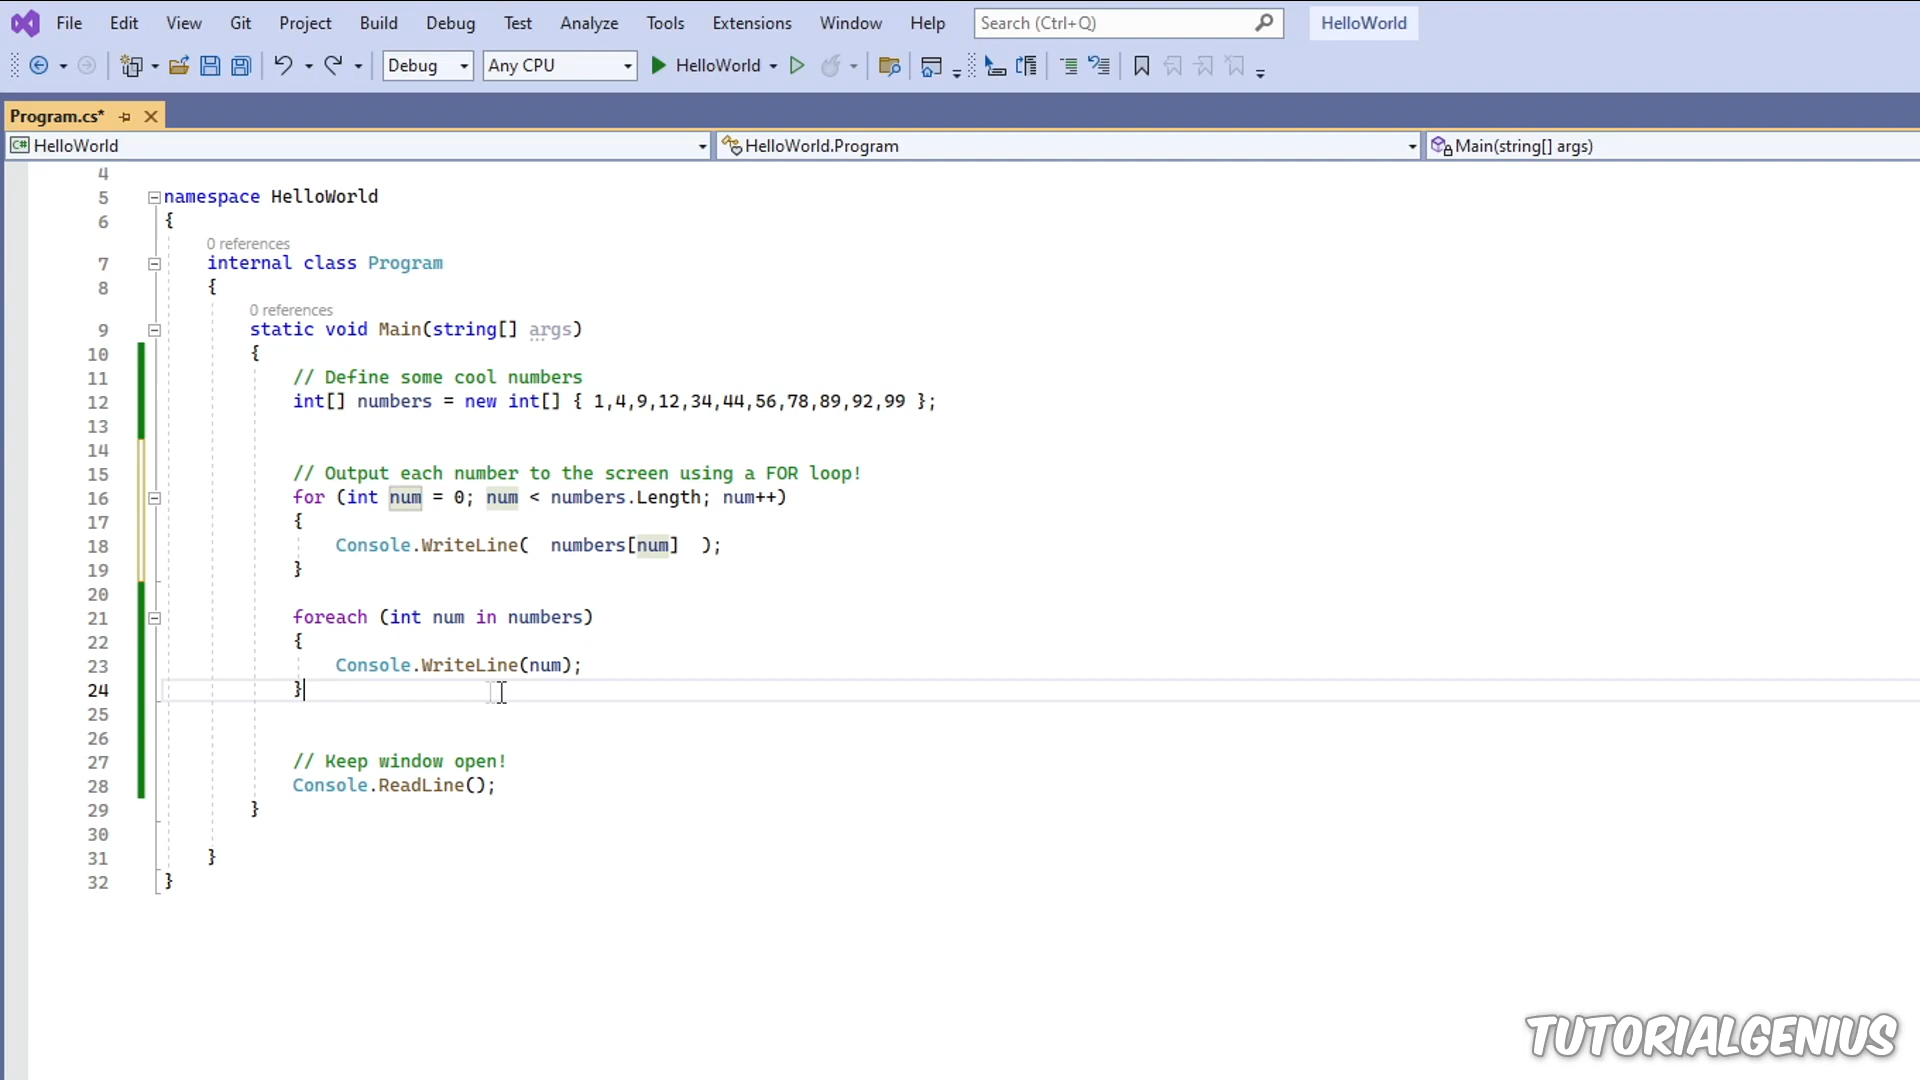 File Edit View Git Project Build Debug Test Analyze Tools Extensions Window Help Search (Ctrl+Q) HelloWorld
Debug Any CPU HelloWorld
Program.cs*
C# HelloWorld HelloWorld.Program Main(string[] args)
4
5 namespace HelloWorld
6 {
0 references
7 internal class Program
8 {
0 references
9 static void Main(string[] args)
10 {
11 // Define some cool numbers
12 int[] numbers = new int[] { 1,4,9,12,34,44,56,78,89,92,99 };
13
14
15 // Output each number to the screen using a FOR loop!
16 for (int num = 0; num < numbers.Length; num++)
17 {
18 Console.WriteLine(  numbers[num]  );
19 }
20
21 foreach (int num in numbers)
22 {
23 Console.WriteLine(num);
24 }
25
26
27 // Keep window open!
28 Console.ReadLine();
29 }
30
31 }
32 }
TUTORIALGENIUS